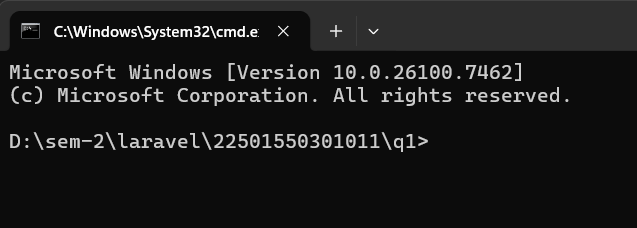 C:\Windows\System32\cmd.e
Microsoft Windows [Version 10.0.26100.7462]
(c) Microsoft Corporation. All rights reserved.
D:\sem-2\laravel\22501550301011\q1>